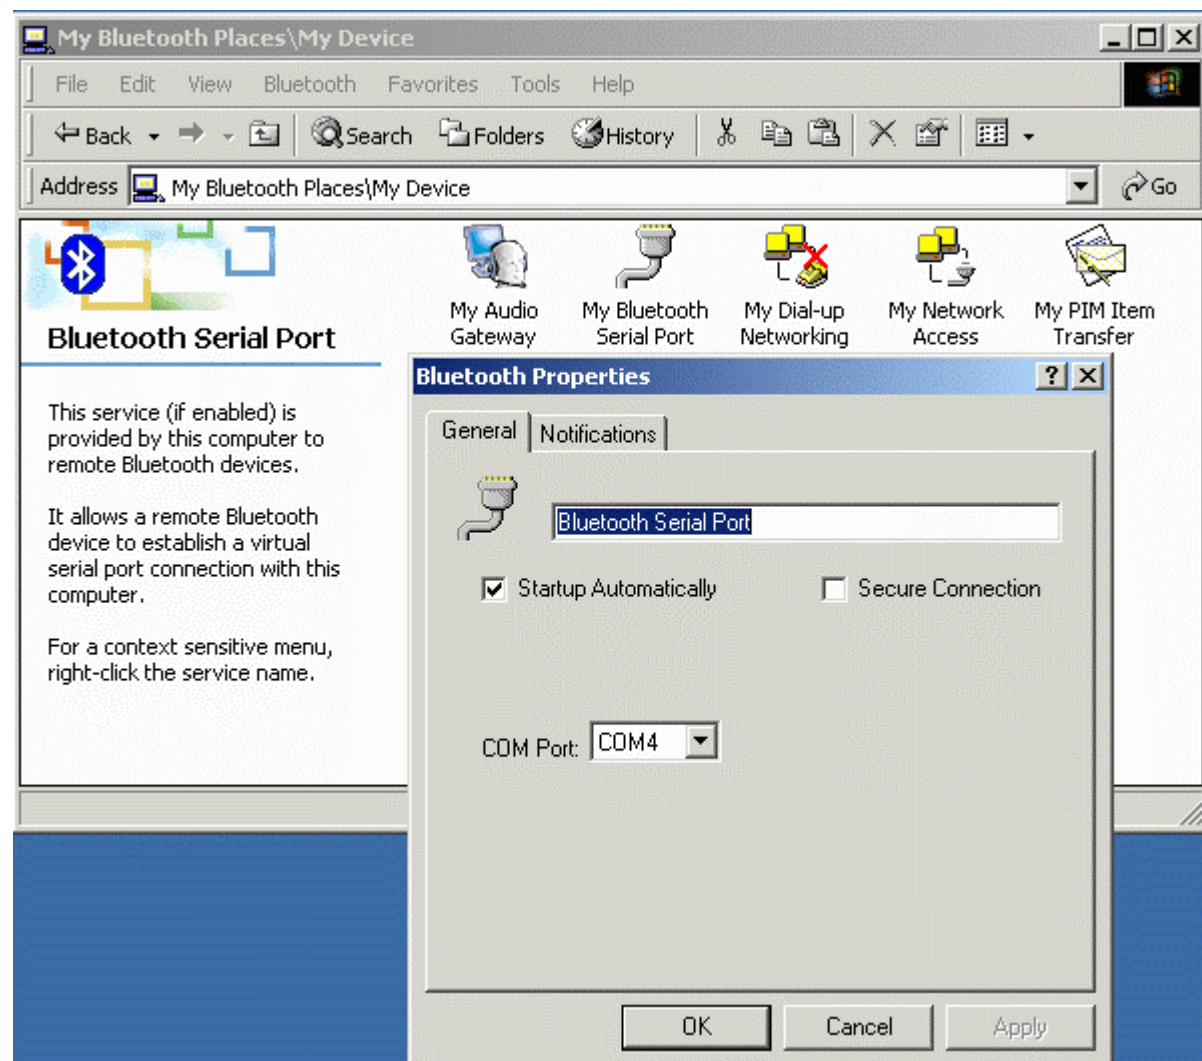 My Bluetooth Places\My Device
File Edit View Bluetooth Favorites Tools Help
Back Search Folders History
Address My Bluetooth Places\My Device Go
My Audio Gateway
My Bluetooth Serial Port
My Dial-up Networking
My Network Access
My PIM Item Transfer
Bluetooth Serial Port
This service (if enabled) is
provided by this computer to
remote Bluetooth devices.
It allows a remote Bluetooth
device to establish a virtual
serial port connection with this
computer.
For a context sensitive menu,
right-click the service name.
Bluetooth Properties
General Notifications
Bluetooth Serial Port
Startup Automatically Secure Connection
COM Port: COM4
OK Cancel Apply